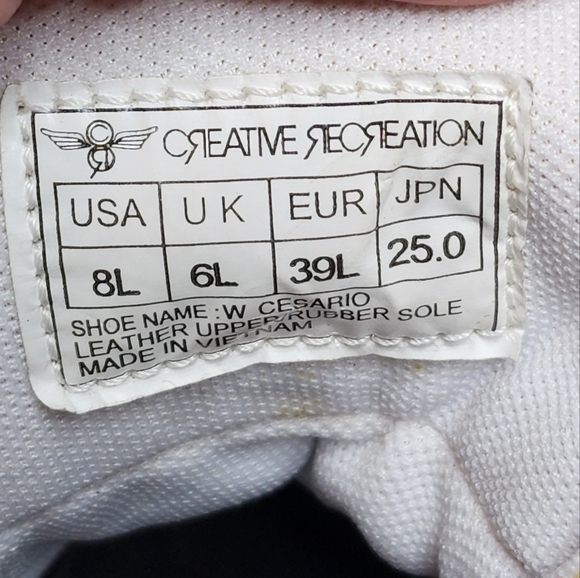 CREATIVE RECREATION
USA UK EUR JPN
8L 6L 39L 25.0
SHOE NAME : W CESARIO
LEATHER UPPER/RUBBER SOLE
MADE IN VIETNAM